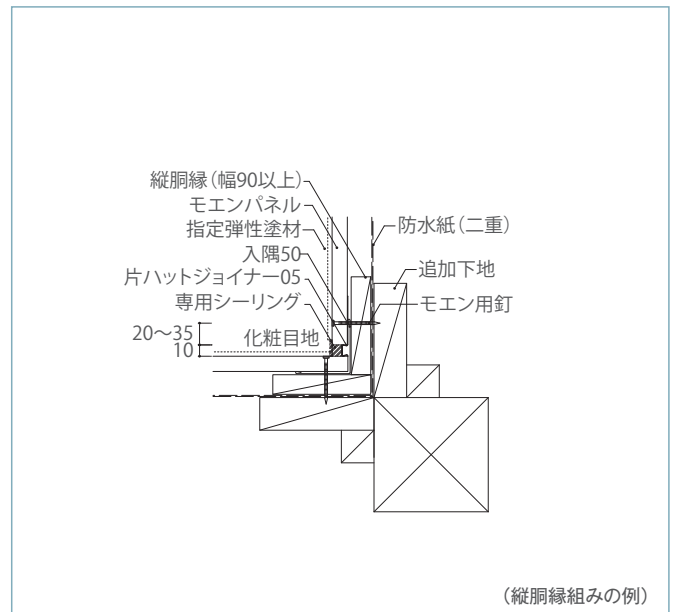 縦胴縁（幅90以上）
モエンパネル
指定弾性塗材
入隅50
片ハットジョイナー05
専用シーリング
20〜35
10
化粧目地
防水紙（二重）
追加下地
モエン用釘
（縦胴縁組みの例）